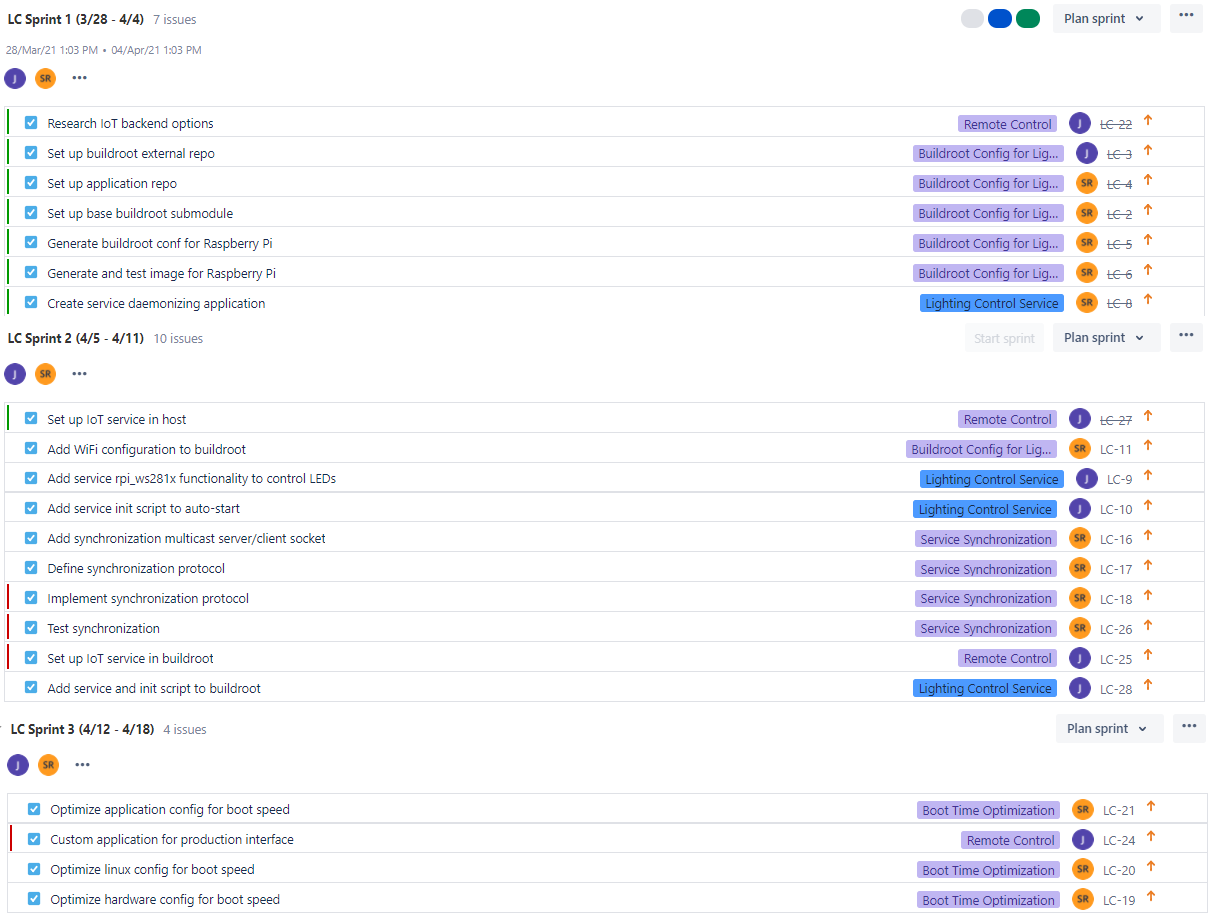 LC Sprint 1 (3/28 - 4/4) 7 issues Plan sprint
28/Mar/21 1:03 PM • 04/Apr/21 1:03 PM
J SR
Research IoT backend options Remote Control J LC-22
Set up buildroot external repo Buildroot Config for Lig... J LC-3
Set up application repo Buildroot Config for Lig... SR LC-4
Set up base buildroot submodule Buildroot Config for Lig... SR LC-2
Generate buildroot conf for Raspberry Pi Buildroot Config for Lig... SR LC-5
Generate and test image for Raspberry Pi Buildroot Config for Lig... SR LC-6
Create service daemonizing application Lighting Control Service SR LC-8
LC Sprint 2 (4/5 - 4/11) 10 issues Start sprint Plan sprint
J SR
Set up IoT service in host Remote Control J LC-27
Add WiFi configuration to buildroot Buildroot Config for Lig... SR LC-11
Add service rpi_ws281x functionality to control LEDs Lighting Control Service J LC-9
Add service init script to auto-start Lighting Control Service J LC-10
Add synchronization multicast server/client socket Service Synchronization SR LC-16
Define synchronization protocol Service Synchronization SR LC-17
Implement synchronization protocol Service Synchronization SR LC-18
Test synchronization Service Synchronization SR LC-26
Set up IoT service in buildroot Remote Control J LC-25
Add service and init script to buildroot Lighting Control Service J LC-28
LC Sprint 3 (4/12 - 4/18) 4 issues Plan sprint
J SR
Optimize application config for boot speed Boot Time Optimization SR LC-21
Custom application for production interface Remote Control J LC-24
Optimize linux config for boot speed Boot Time Optimization SR LC-20
Optimize hardware config for boot speed Boot Time Optimization SR LC-19